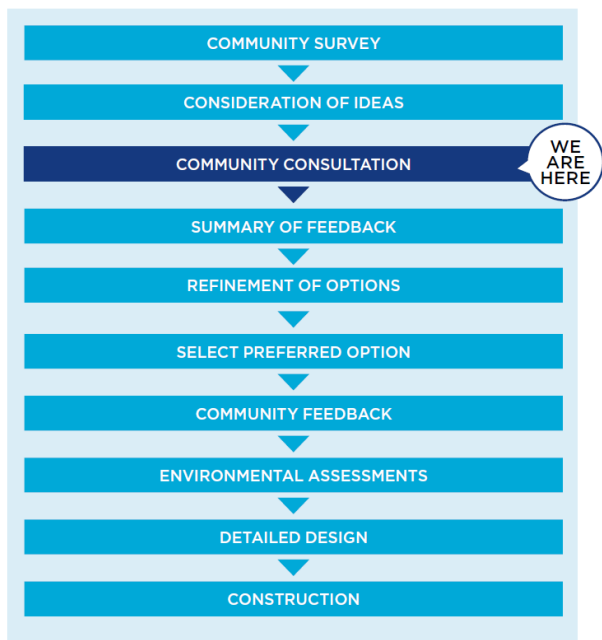 COMMUNITY SURVEY
CONSIDERATION OF IDEAS
COMMUNITY CONSULTATION
WE
ARE
HERE
SUMMARY OF FEEDBACK
REFINEMENT OF OPTIONS
SELECT PREFERRED OPTION
COMMUNITY FEEDBACK
ENVIRONMENTAL ASSESSMENTS
DETAILED DESIGN
CONSTRUCTION